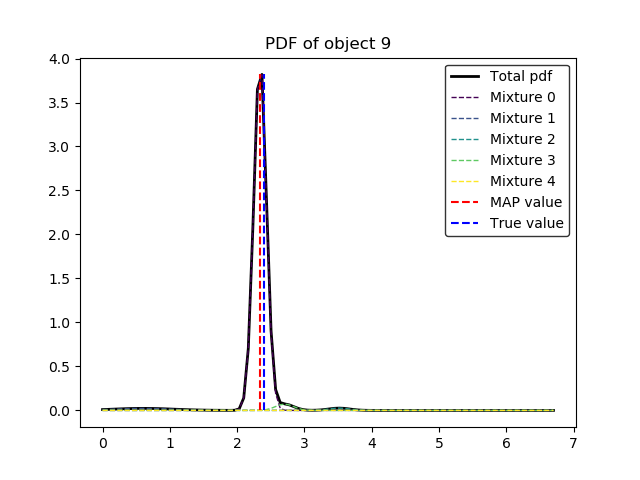 PDF of object 9
4.0
3.5
3.0
2.5
2.0
1.5
1.0
0.5
0.0
0 1 2 3 4 5 6 7
Total pdf
Mixture 0
Mixture 1
Mixture 2
Mixture 3
Mixture 4
MAP value
True value